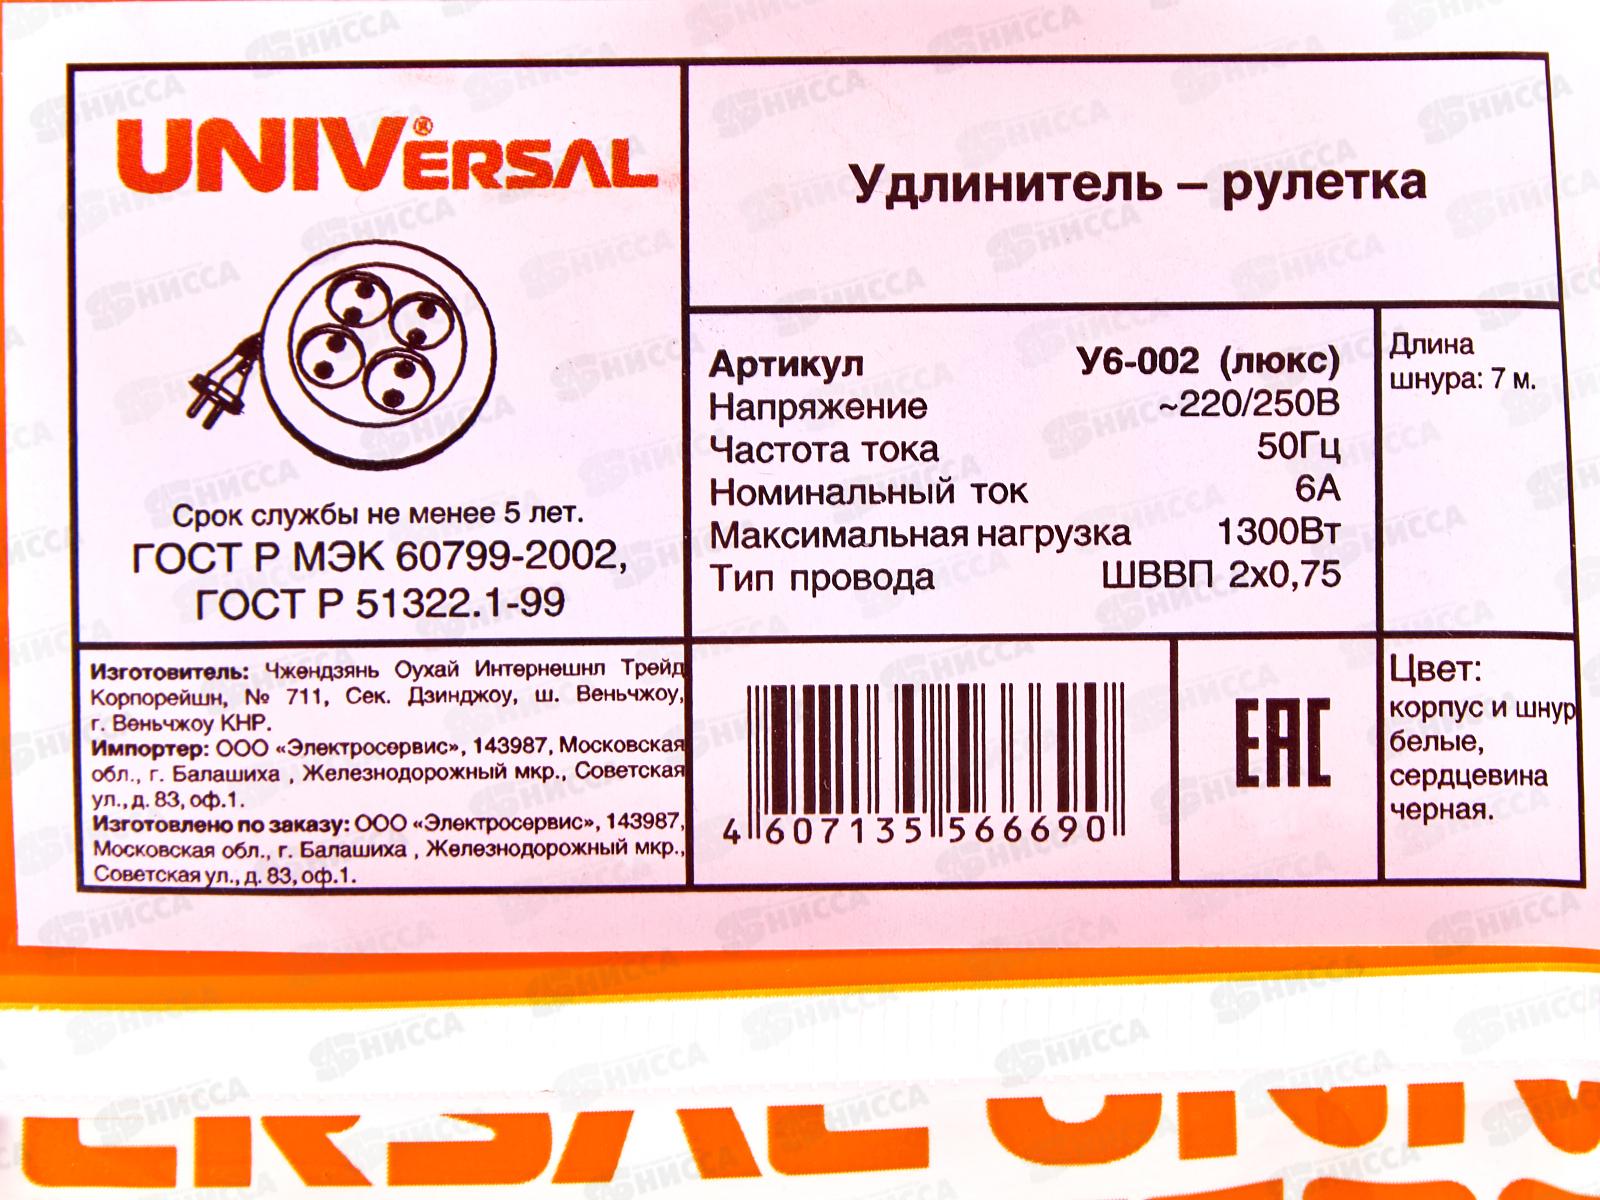 UNIVERSAL®
Срок службы не менее 5 лет.
ГОСТ Р МЭК 60799-2002,
ГОСТ Р 51322.1-99
Удлинитель – рулетка
Артикул У6-002 (люкс)
Напряжение ~220/250В
Частота тока 50Гц
Номинальный ток 6А
Максимальная нагрузка 1300Вт
Тип провода ШВВП 2х0,75
Длина
шнура: 7 м.
Изготовитель: Чжендзянь Оухай Интернешнл Трейд
Корпорейшн, № 711, Сек. Дзинджоу, ш. Веньчжоу,
г. Веньчжоу КНР.
Импортер: ООО «Электросервис», 143987, Московская
обл., г. Балашиха , Железнодорожный мкр., Советская
ул., д. 83, оф.1.
Изготовлено по заказу: ООО «Электросервис», 143987,
Московская обл., г. Балашиха , Железнодорожный мкр.,
Советская ул., д. 83, оф.1.
4 607135 566690
EAC
Цвет:
корпус и шнур
белые,
сердцевина
черная.
НИССА